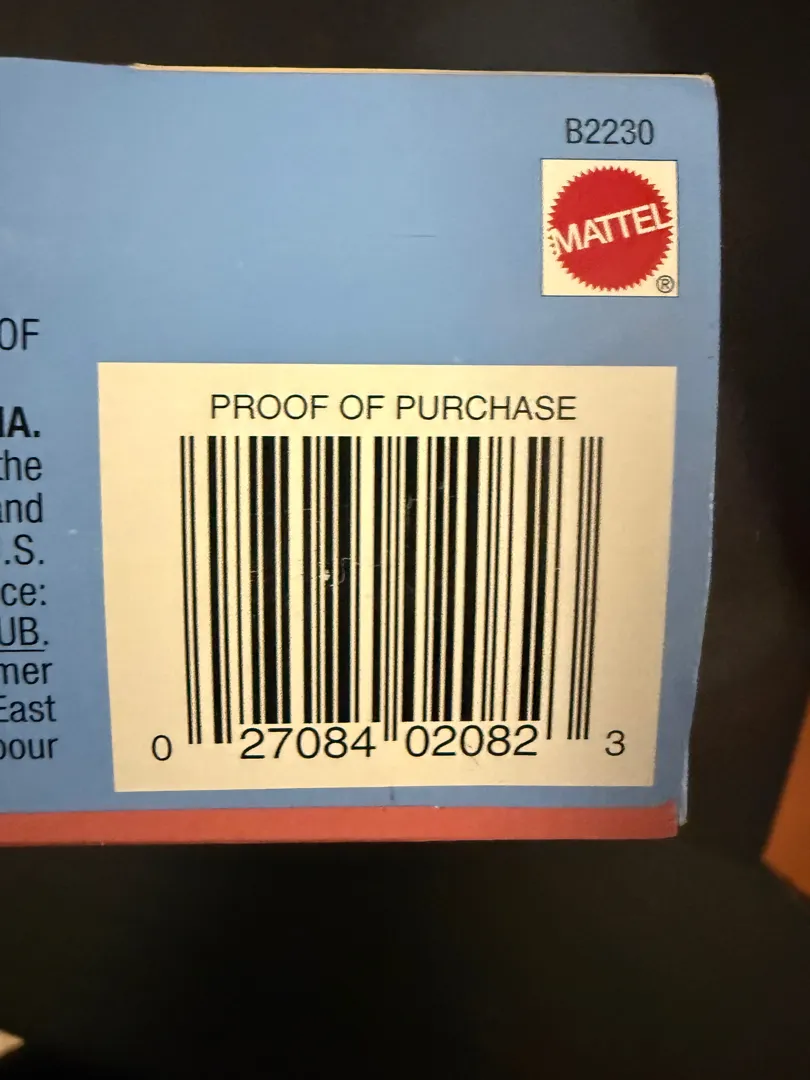 B2230
MATTEL
®
OF
IA.
the
and
.S.
ce:
UB.
mer
East
bour
PROOF OF PURCHASE
0 27084 02082 3